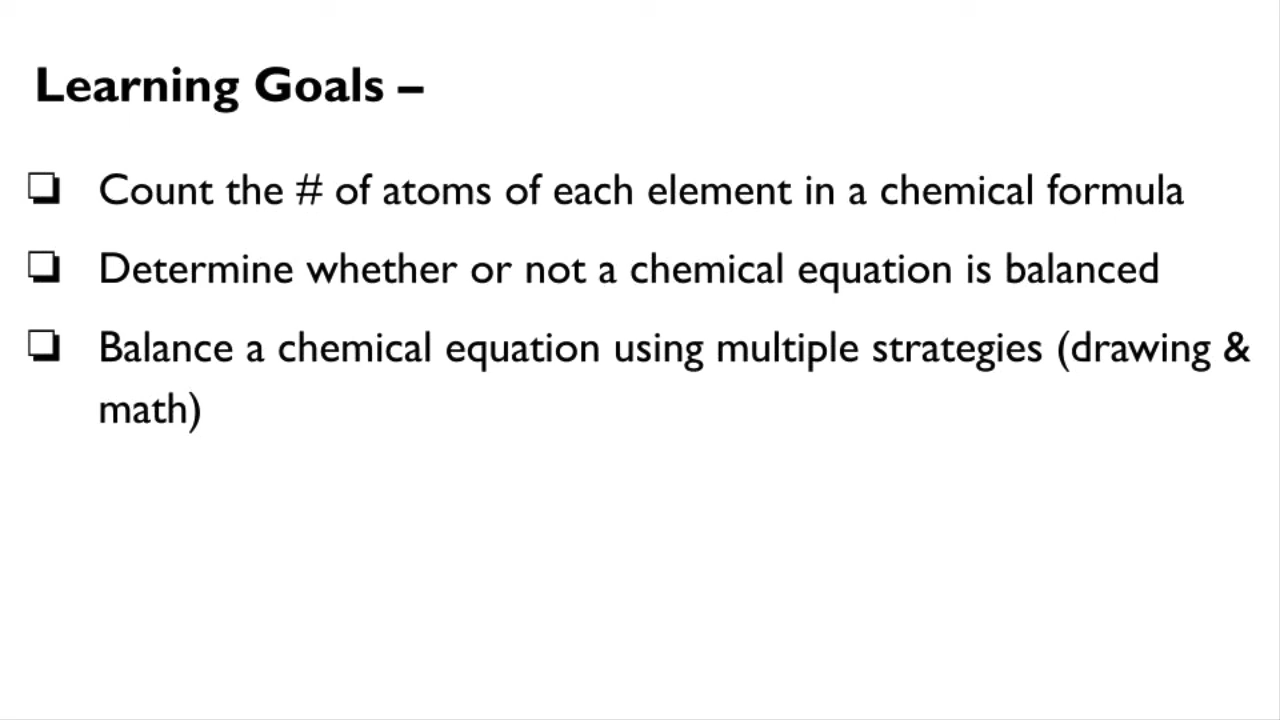 Learning Goals –
❏ Count the # of atoms of each element in a chemical formula
❏ Determine whether or not a chemical equation is balanced
❏ Balance a chemical equation using multiple strategies (drawing &
math)